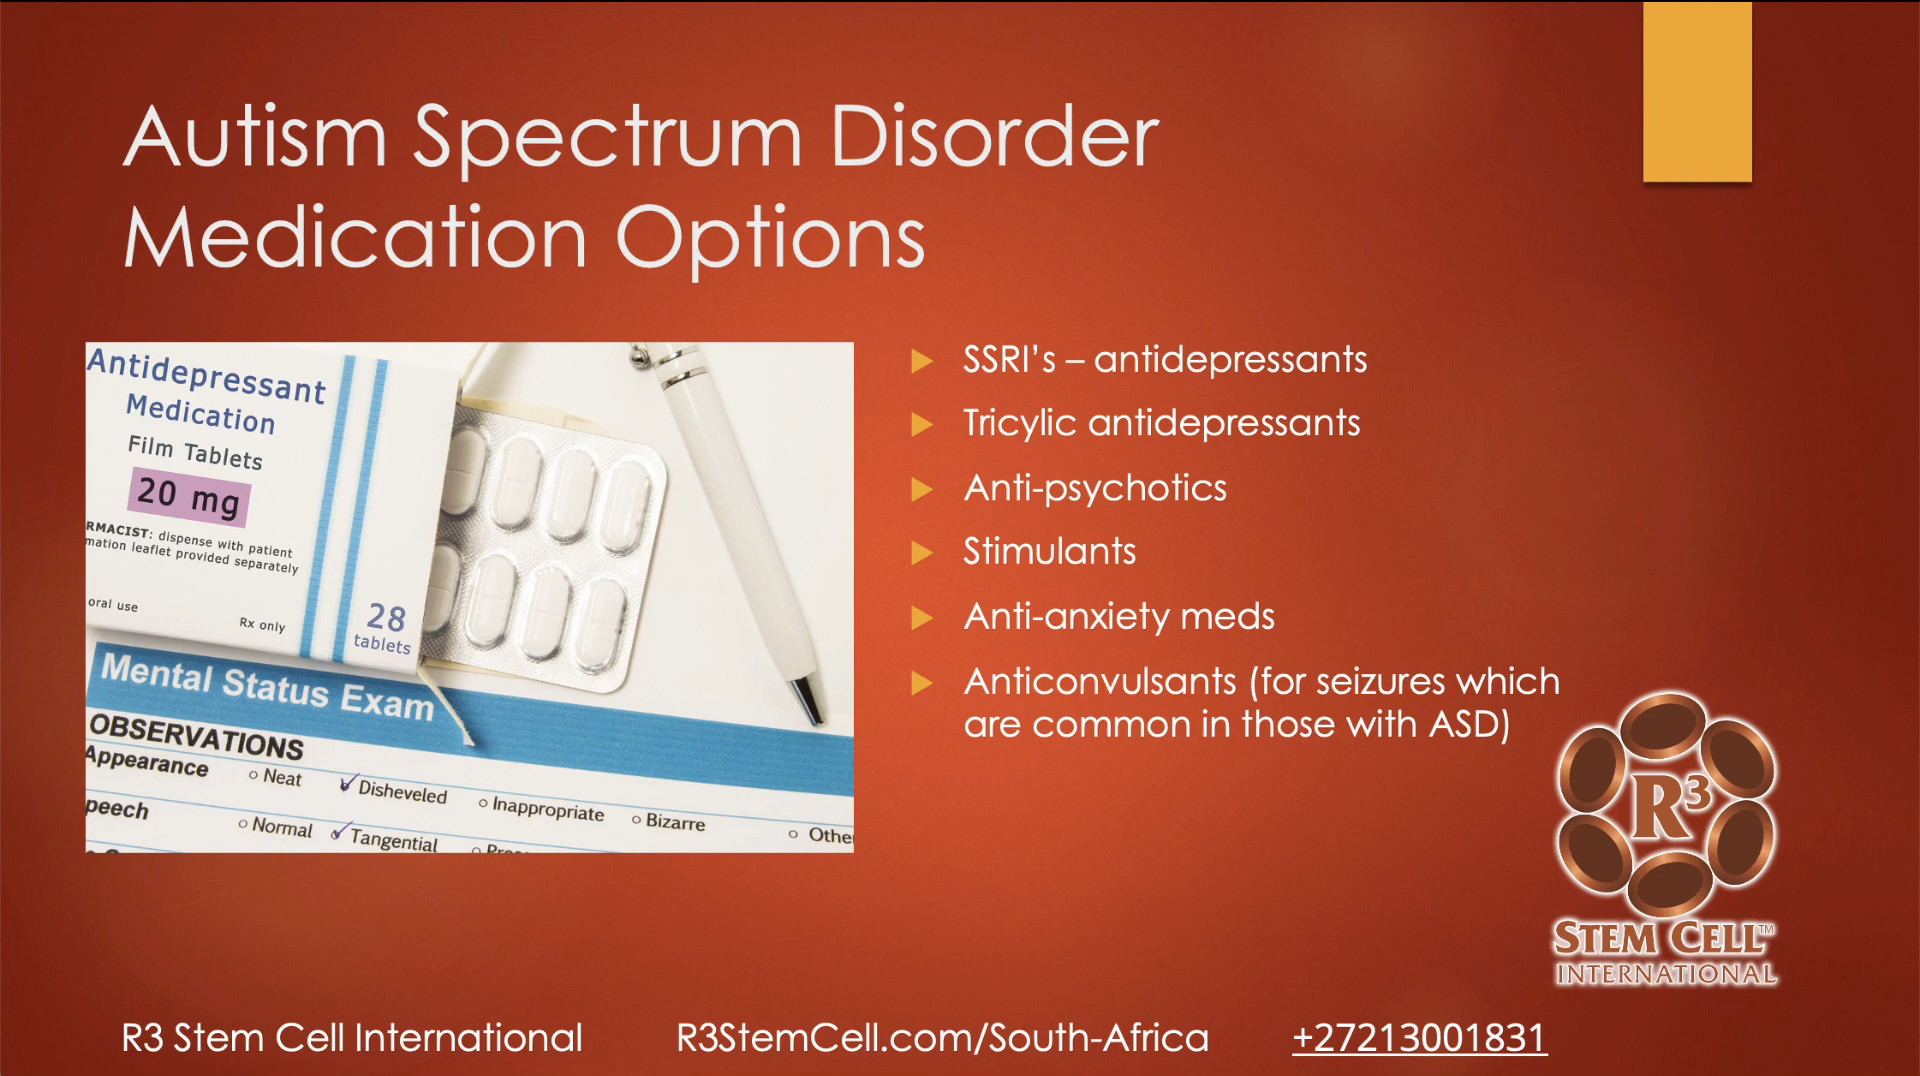 Autism Spectrum Disorder
Medication Options
Antidepressant
Medication
Film Tablets
20 mg
RMACIST: dispense with patient
mation leaflet provided separately
oral use
Rx only
28
tablets
Mental Status Exam
OBSERVATIONS
Appearance o Neat Disheveled o Inappropriate o Bizarre o Othe
peech o Normal o Tangential
▶ SSRI's – antidepressants
▶ Tricylic antidepressants
▶ Anti-psychotics
▶ Stimulants
▶ Anti-anxiety meds
▶ Anticonvulsants (for seizures which
are common in those with ASD)
R3
STEM CELL™
INTERNATIONAL
R3 Stem Cell International R3StemCell.com/South-Africa +27213001831